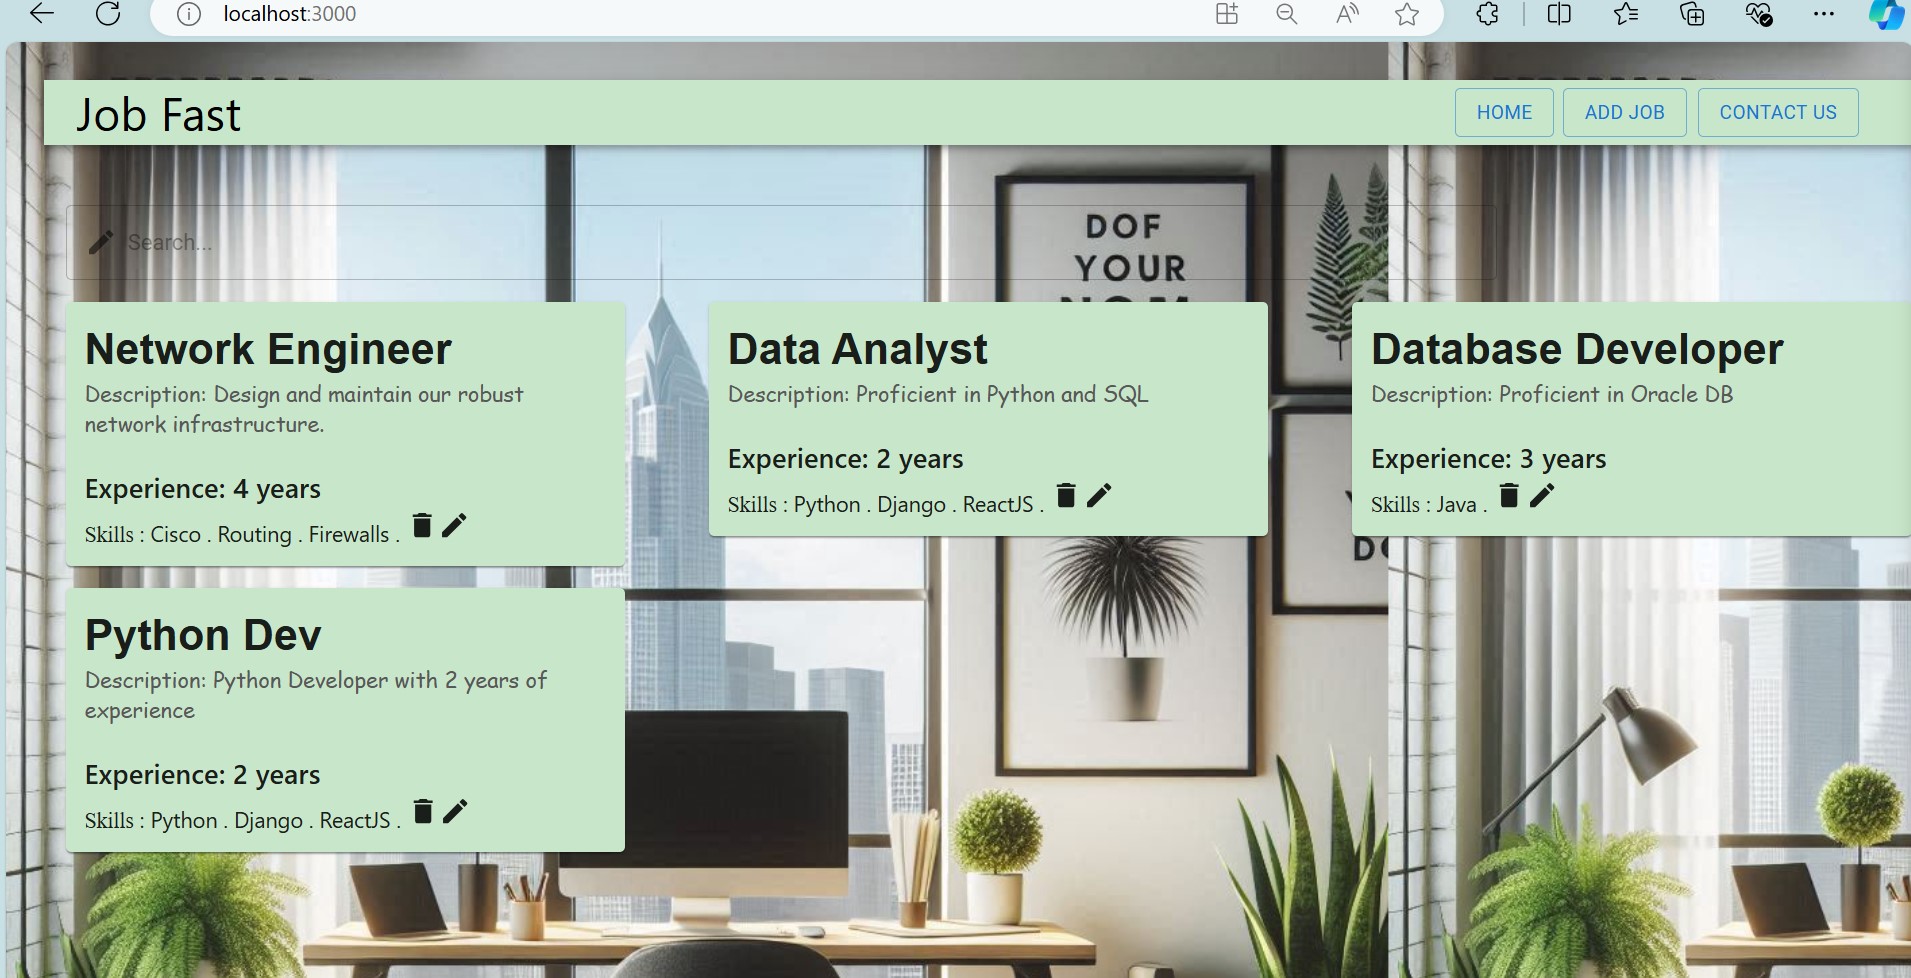 localhost:3000
Job Fast
HOME
ADD JOB
CONTACT US
Search...
DOF
YOUR
Network Engineer
Description: Design and maintain our robust
network infrastructure.
Experience: 4 years
Skills : Cisco . Routing . Firewalls .
Data Analyst
Description: Proficient in Python and SQL
Experience: 2 years
Skills : Python . Django . ReactJS .
Database Developer
Description: Proficient in Oracle DB
Experience: 3 years
Skills : Java .
Python Dev
Description: Python Developer with 2 years of
experience
Experience: 2 years
Skills : Python . Django . ReactJS .